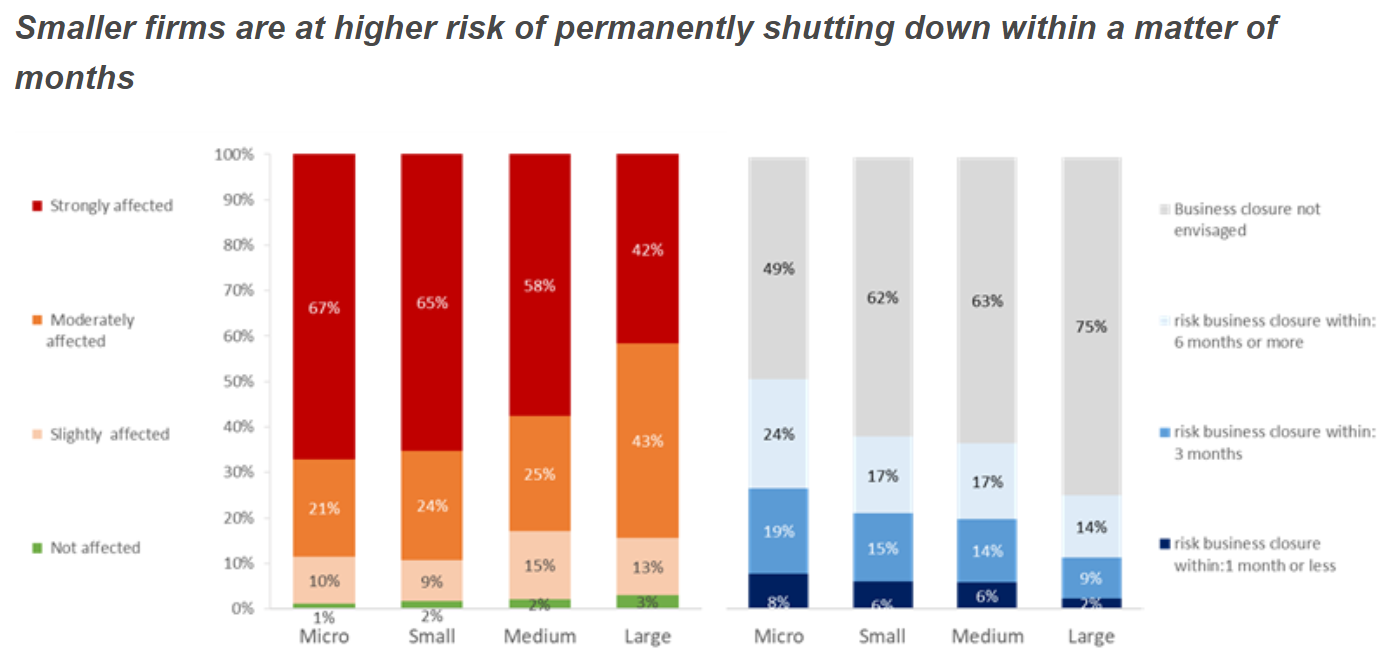 Smaller firms are at higher risk of permanently shutting down within a matter of
months
Strongly affected
Moderately
affected
Slightly affected
Not affected
100%
90%
80%
70%
60%
50%
40%
30%
20%
10%
0%
67%
21%
10%
1%
Micro
65%
24%
9%
2%
Small
58%
25%
15%
2%
Medium
42%
43%
13%
3%
Large
49%
24%
19%
8%
Micro
62%
17%
15%
6%
Small
63%
17%
14%
6%
Medium
75%
14%
9%
2%
Large
Business closure not
envisaged
risk business closure within:
6 months or more
risk business closure within:
3 months
risk business closure
within:1 month or less